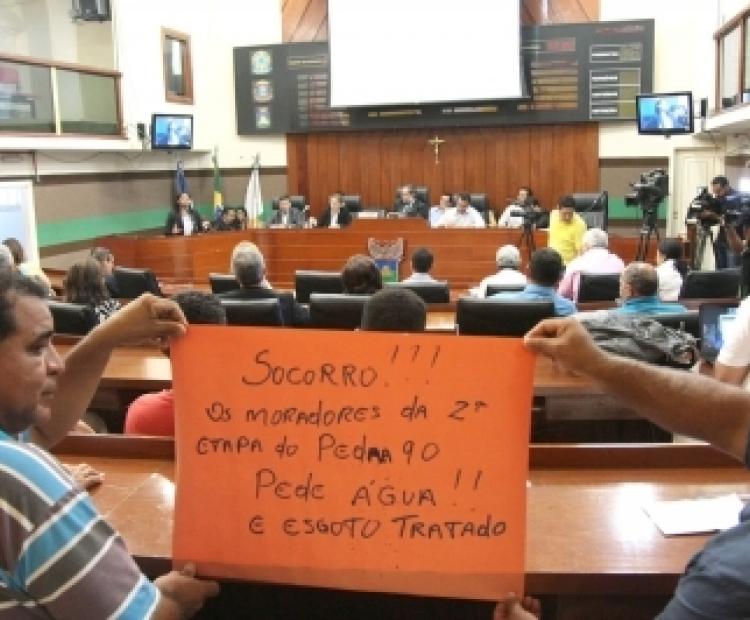 SOCORRO!!!
OS MORADORES DA 2ª
ETAPA do PEDRA 90
PEDE ÁGUA!!
E ESGOTO TRATADO